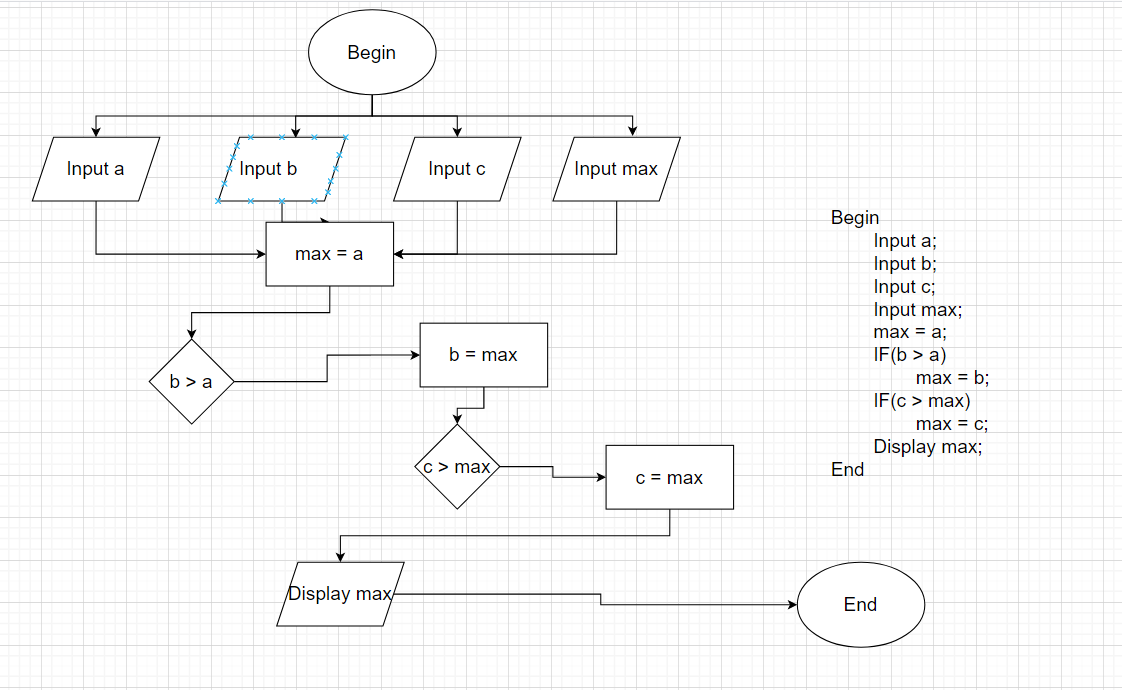 Begin
Input a
Input b
Input c
Input max
max = a
b > a
b = max
c > max
c = max
Display max
End
Begin
Input a;
Input b;
Input c;
Input max;
max = a;
IF(b > a)
max = b;
IF(c > max)
max = c;
Display max;
End